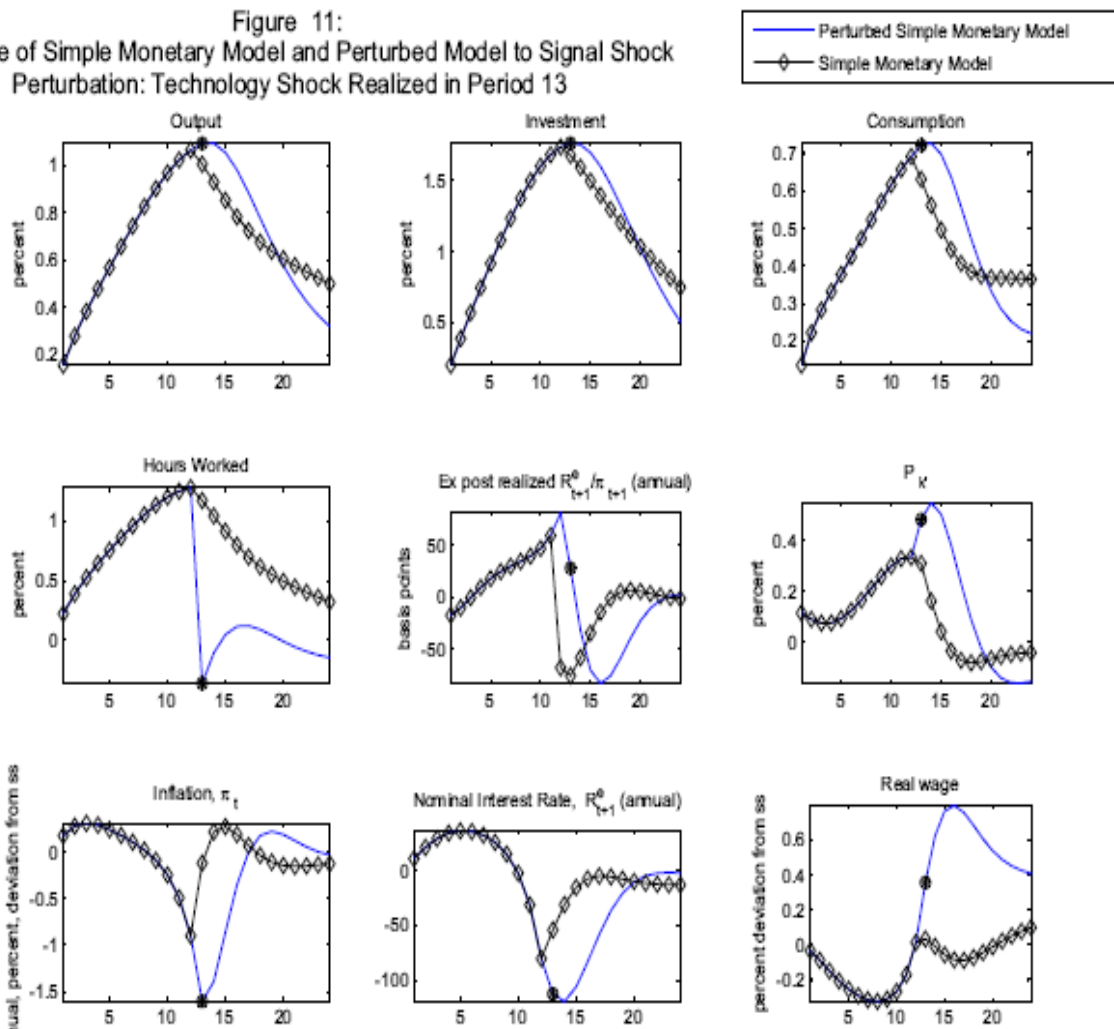 Figure 11:
e of Simple Monetary Model and Perturbed Model to Signal Shock
Perturbation: Technology Shock Realized in Period 13
Perturbed Simple Monetary Model
Simple Monetary Model
Output
Investment
Consumption
percent
1
0.8
0.6
0.4
0.2
5 10 15 20
percent
1.5
1
0.5
5 10 15 20
percent
0.7
0.6
0.5
0.4
0.3
0.2
5 10 15 20
Hours Worked
Ex post realized R^e_{t+1}/π_{t+1} (annual)
P_{k'}
percent
1
0.5
0
5 10 15 20
basis points
50
0
-50
5 10 15 20
percent
0.4
0.2
0
5 10 15 20
Inflation, π_t
Nominal Interest Rate, R^e_{t+1} (annual)
Real wage
nual, percent, deviation from ss
0
-0.5
-1
-1.5
5 10 15 20
0
-50
-100
5 10 15 20
percent deviation from ss
0.6
0.4
0.2
0
-0.2
5 10 15 20